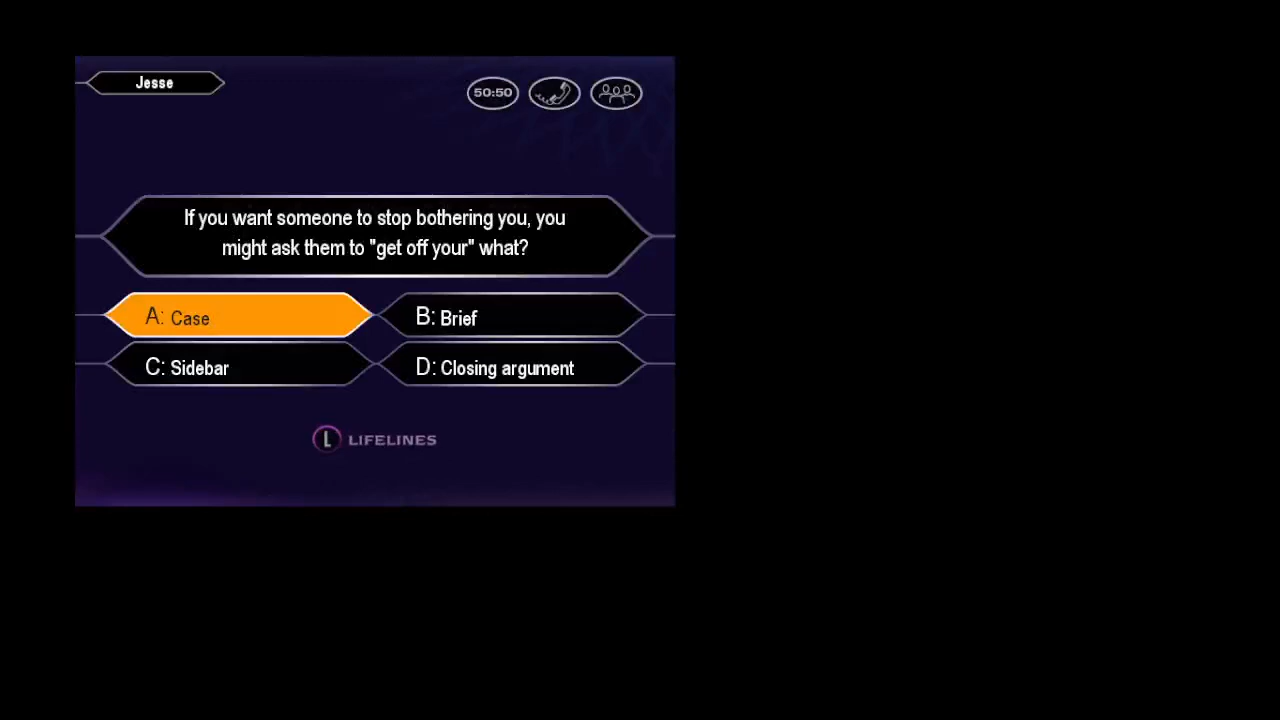 Jesse
50:50
If you want someone to stop bothering you, you
might ask them to "get off your" what?
A: Case
B: Brief
C: Sidebar
D: Closing argument
L LIFELINES